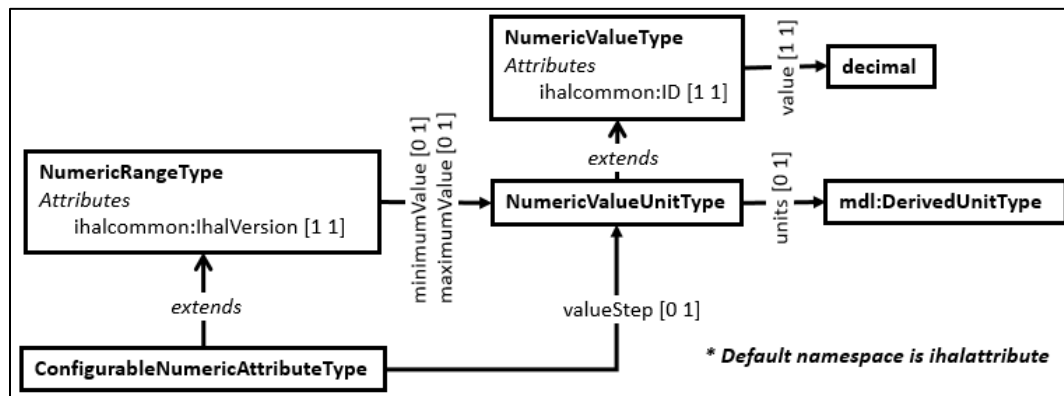 NumericValueType
Attributes
ihalcommon:ID [1 1]
value [1 1]
decimal
extends
NumericRangeType
Attributes
ihalcommon:IhalVersion [1 1]
minimumValue [0 1]
maximumValue [0 1]
NumericValueUnitType
units [0 1]
mdl:DerivedUnitType
extends
valueStep [0 1]
ConfigurableNumericAttributeType
* Default namespace is ihalattribute